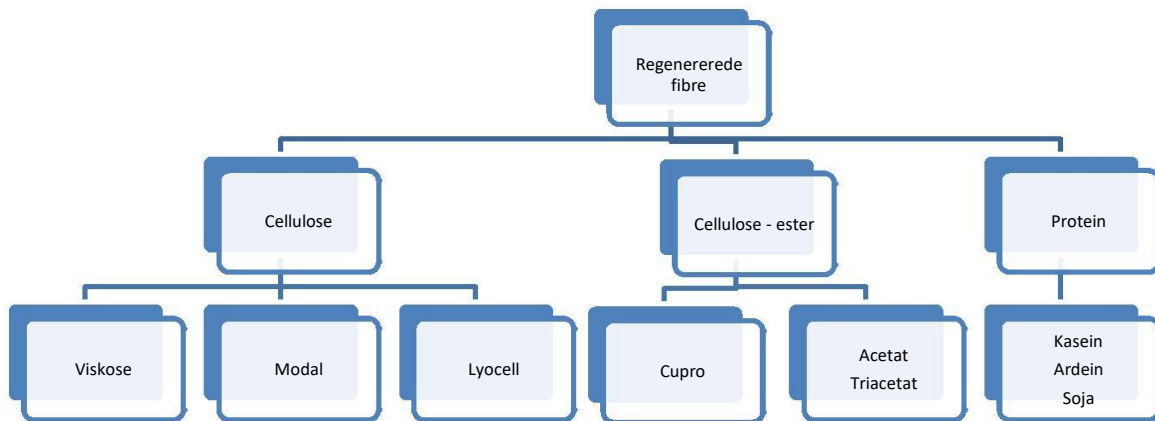 Regenererede
fibre
Cellulose
Cellulose - ester
Protein
Viskose
Modal
Lyocell
Cupro
Acetat
Triacetat
Kasein
Ardein
Soja